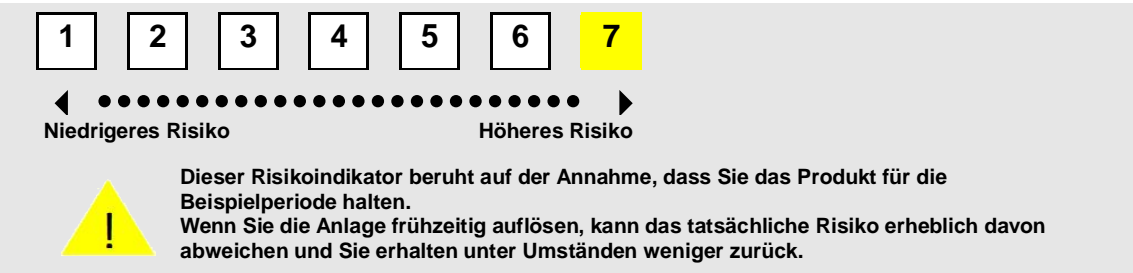 1 2 3 4 5 6 7
Niedrigeres Risiko Höheres Risiko
Dieser Risikoindikator beruht auf der Annahme, dass Sie das Produkt für die
Beispielperiode halten.
Wenn Sie die Anlage frühzeitig auflösen, kann das tatsächliche Risiko erheblich davon
abweichen und Sie erhalten unter Umständen weniger zurück.
!